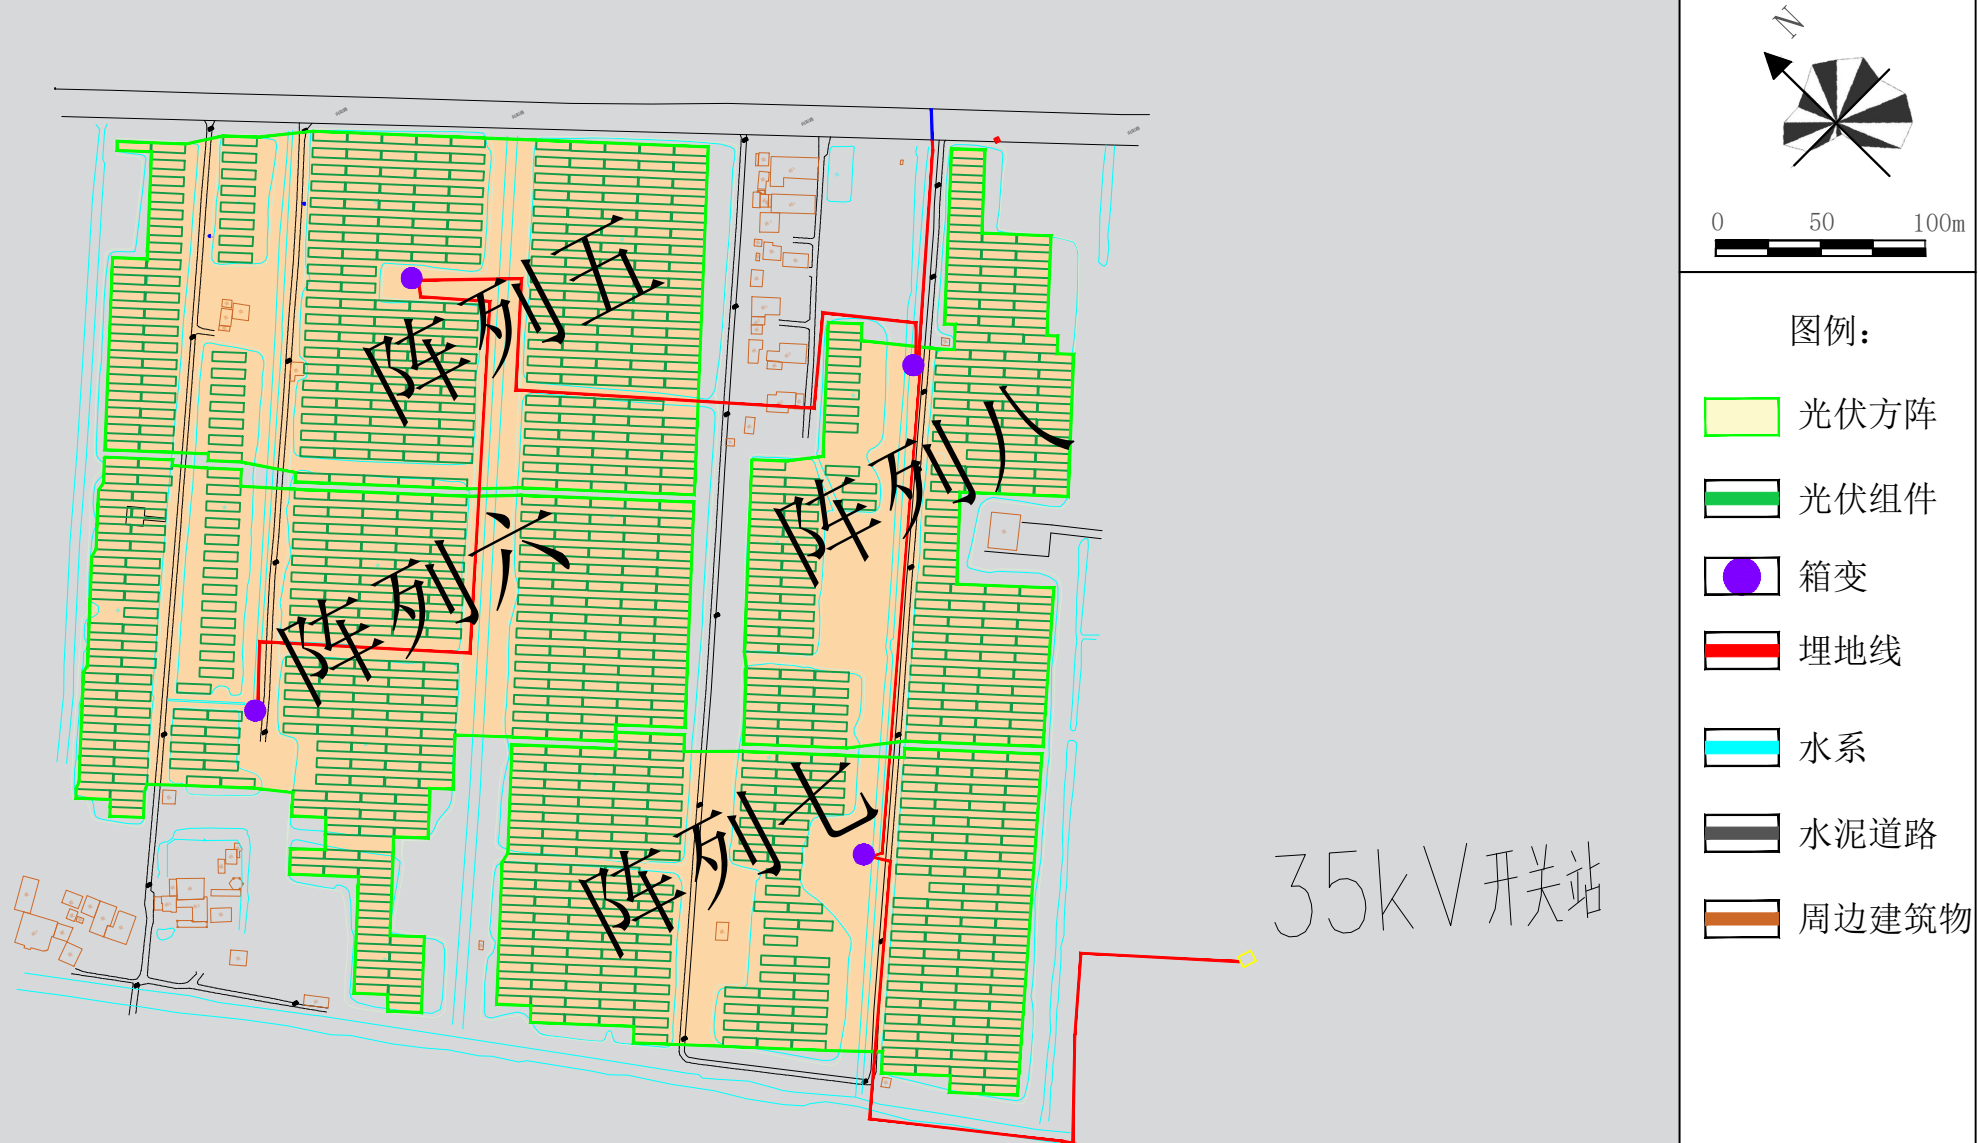 N
0 50 100m
图例：
光伏方阵
光伏组件
箱变
埋地线
水系
水泥道路
周边建筑物
阵列五
阵列六
阵列八
阵列七
35kV开关站